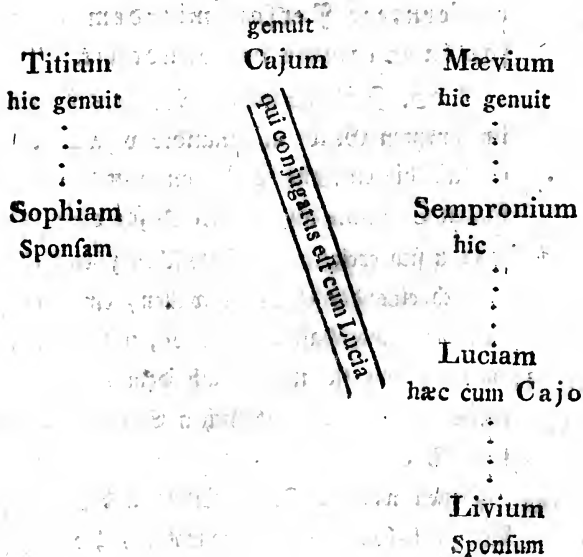 genuit
Titium Cajum Mævium
hic genuit hic genuit
qui conjugatus eſt cum Lucia
Sophiam Sempronium
Sponſam hic
Luciam
hæc cum Cajo
Livium
Sponſum